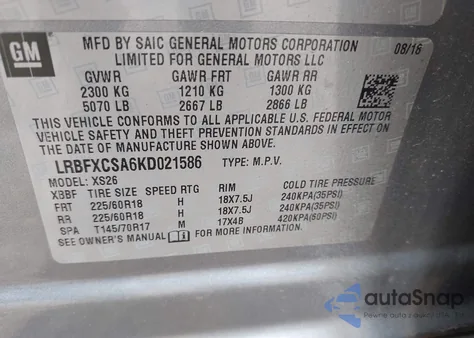 GM
MFD BY SAIC GENERAL MOTORS CORPORATION
LIMITED FOR GENERAL MOTORS LLC
08/16
GVWR GAWR FRT GAWR RR
2300 KG 1210 KG 1300 KG
5070 LB 2667 LB 2866 LB
THIS VEHICLE CONFORMS TO ALL APPLICABLE U.S. FEDERAL MOTOR
VEHICLE SAFETY AND THEFT PREVENTION STANDARDS IN EFFECT ON
THE DATE OF MANUFACTURE SHOWN ABOVE.
LRBFXCSA6KD021586 TYPE: M.P.V.
MODEL: XS26
XBBF TIRE SIZE SPEED RTG RIM COLD TIRE PRESSURE
FRT 225/60R18 H 18X7.5J 240KPA(35PSI)
RR 225/60R18 H 18X7.5J 240KPA(35PSI)
SPA T145/70R17 M 17X4B 420KPA(60PSI)
SEE OWNER'S MANUAL FOR MORE INFORMATION.
autoSnap
Pewne auto z